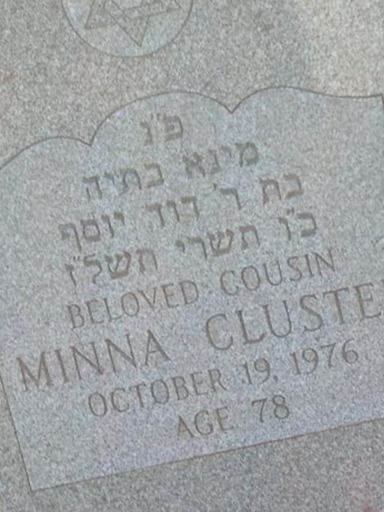 פ"נ
מינא בתיה
בת ר' דוד יוסף
כ"ו תשרי תשל"ז
BELOVED COUSIN
MINNA CLUSTE
OCTOBER 19, 1976
AGE 78